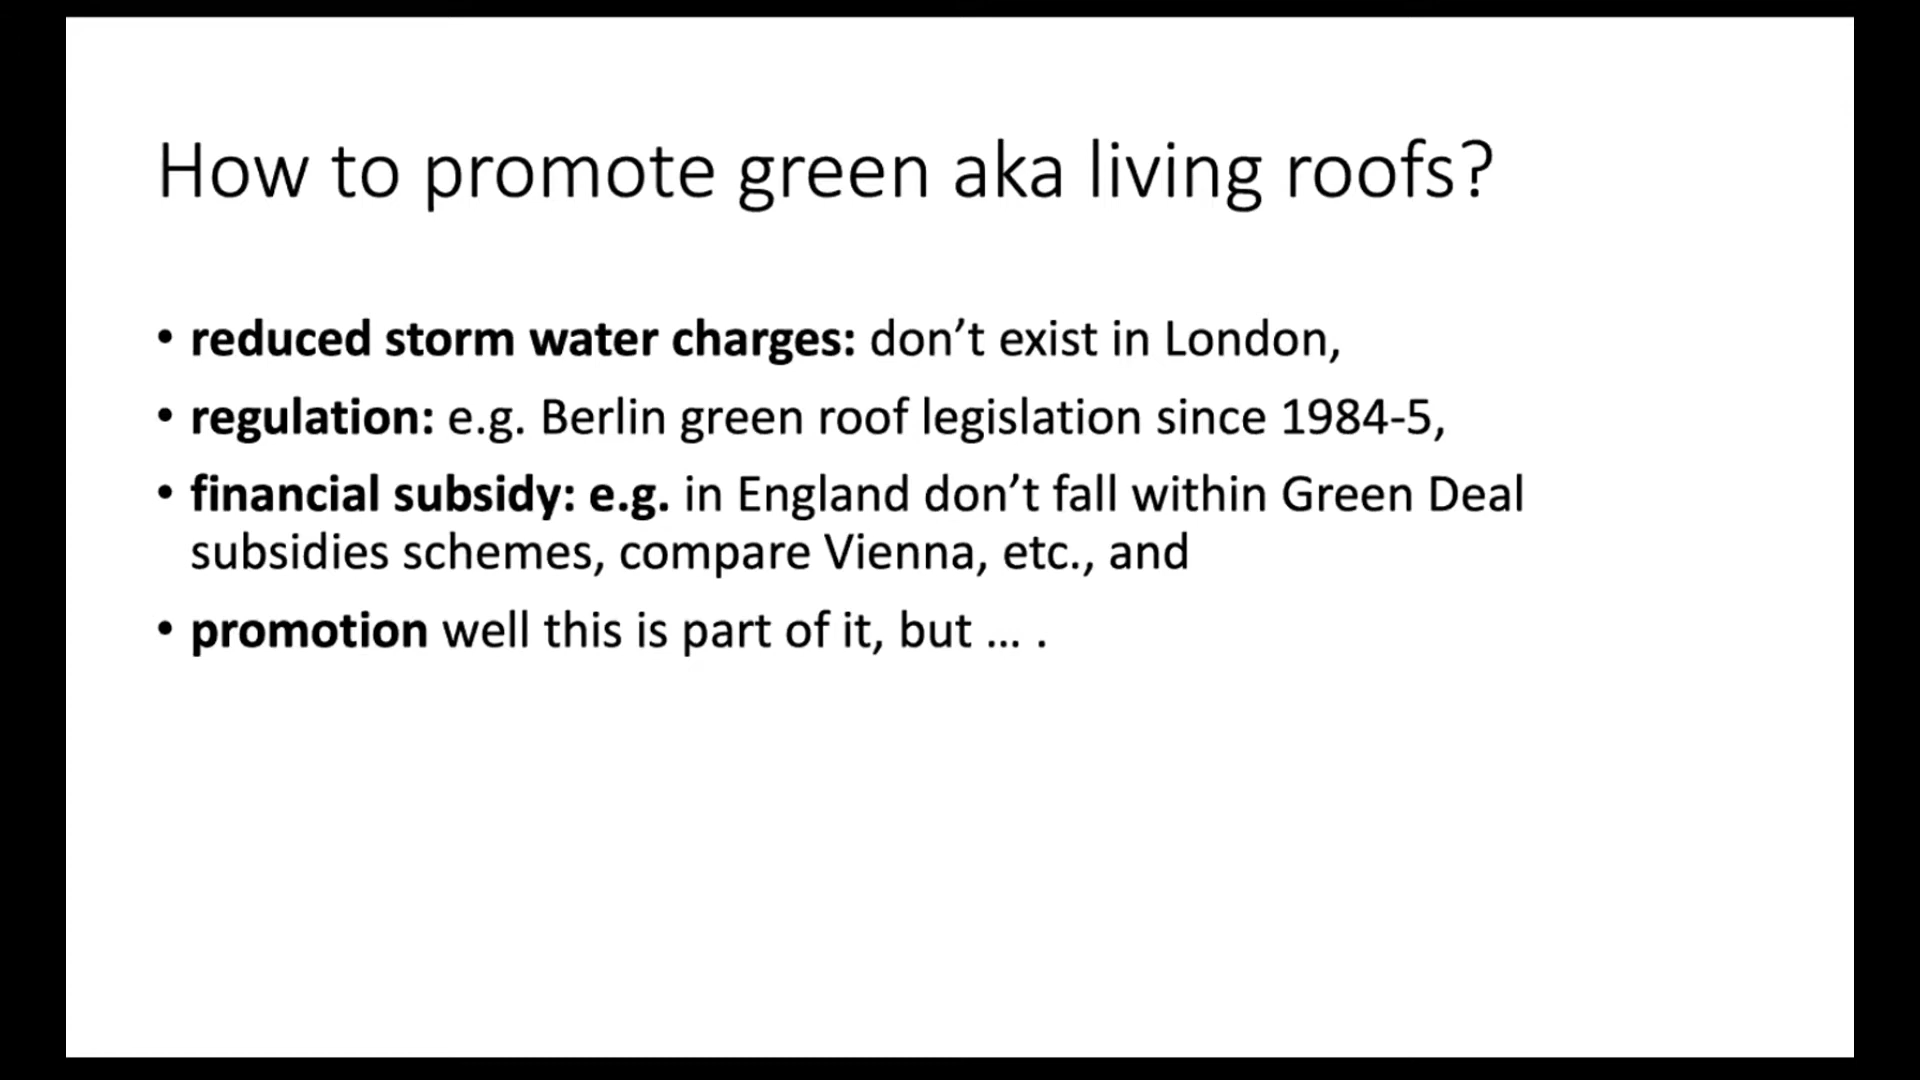 How to promote green aka living roofs?
• reduced storm water charges: don’t exist in London,
• regulation: e.g. Berlin green roof legislation since 1984-5,
• financial subsidy: e.g. in England don’t fall within Green Deal
subsidies schemes, compare Vienna, etc., and
• promotion well this is part of it, but … .